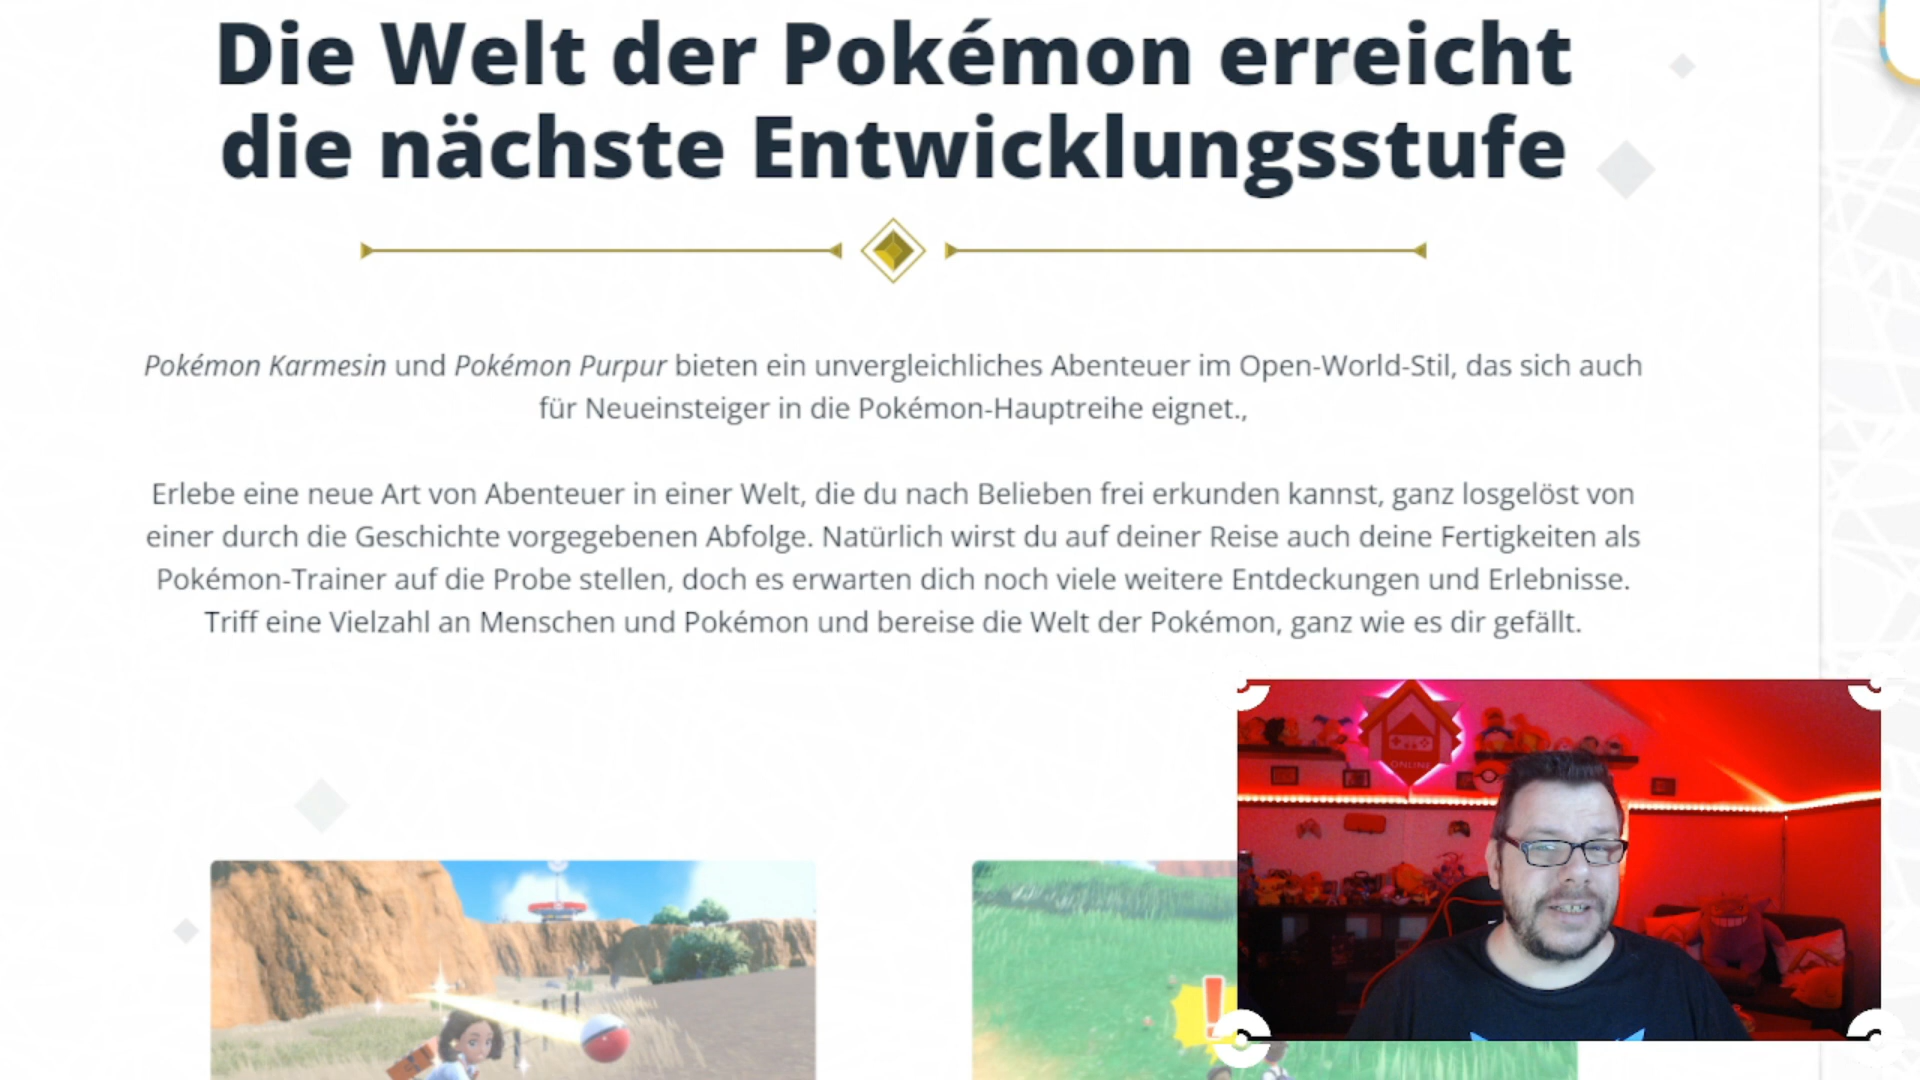 Die Welt der Pokémon erreicht
die nächste Entwicklungsstufe
Pokémon Karmesin und Pokémon Purpur bieten ein unvergleichliches Abenteuer im Open-World-Stil, das sich auch
für Neueinsteiger in die Pokémon-Hauptreihe eignet.,
Erlebe eine neue Art von Abenteuer in einer Welt, die du nach Belieben frei erkunden kannst, ganz losgelöst von
einer durch die Geschichte vorgegebenen Abfolge. Natürlich wirst du auf deiner Reise auch deine Fertigkeiten als
Pokémon-Trainer auf die Probe stellen, doch es erwarten dich noch viele weitere Entdeckungen und Erlebnisse.
Triff eine Vielzahl an Menschen und Pokémon und bereise die Welt der Pokémon, ganz wie es dir gefällt.
ONLINE
!